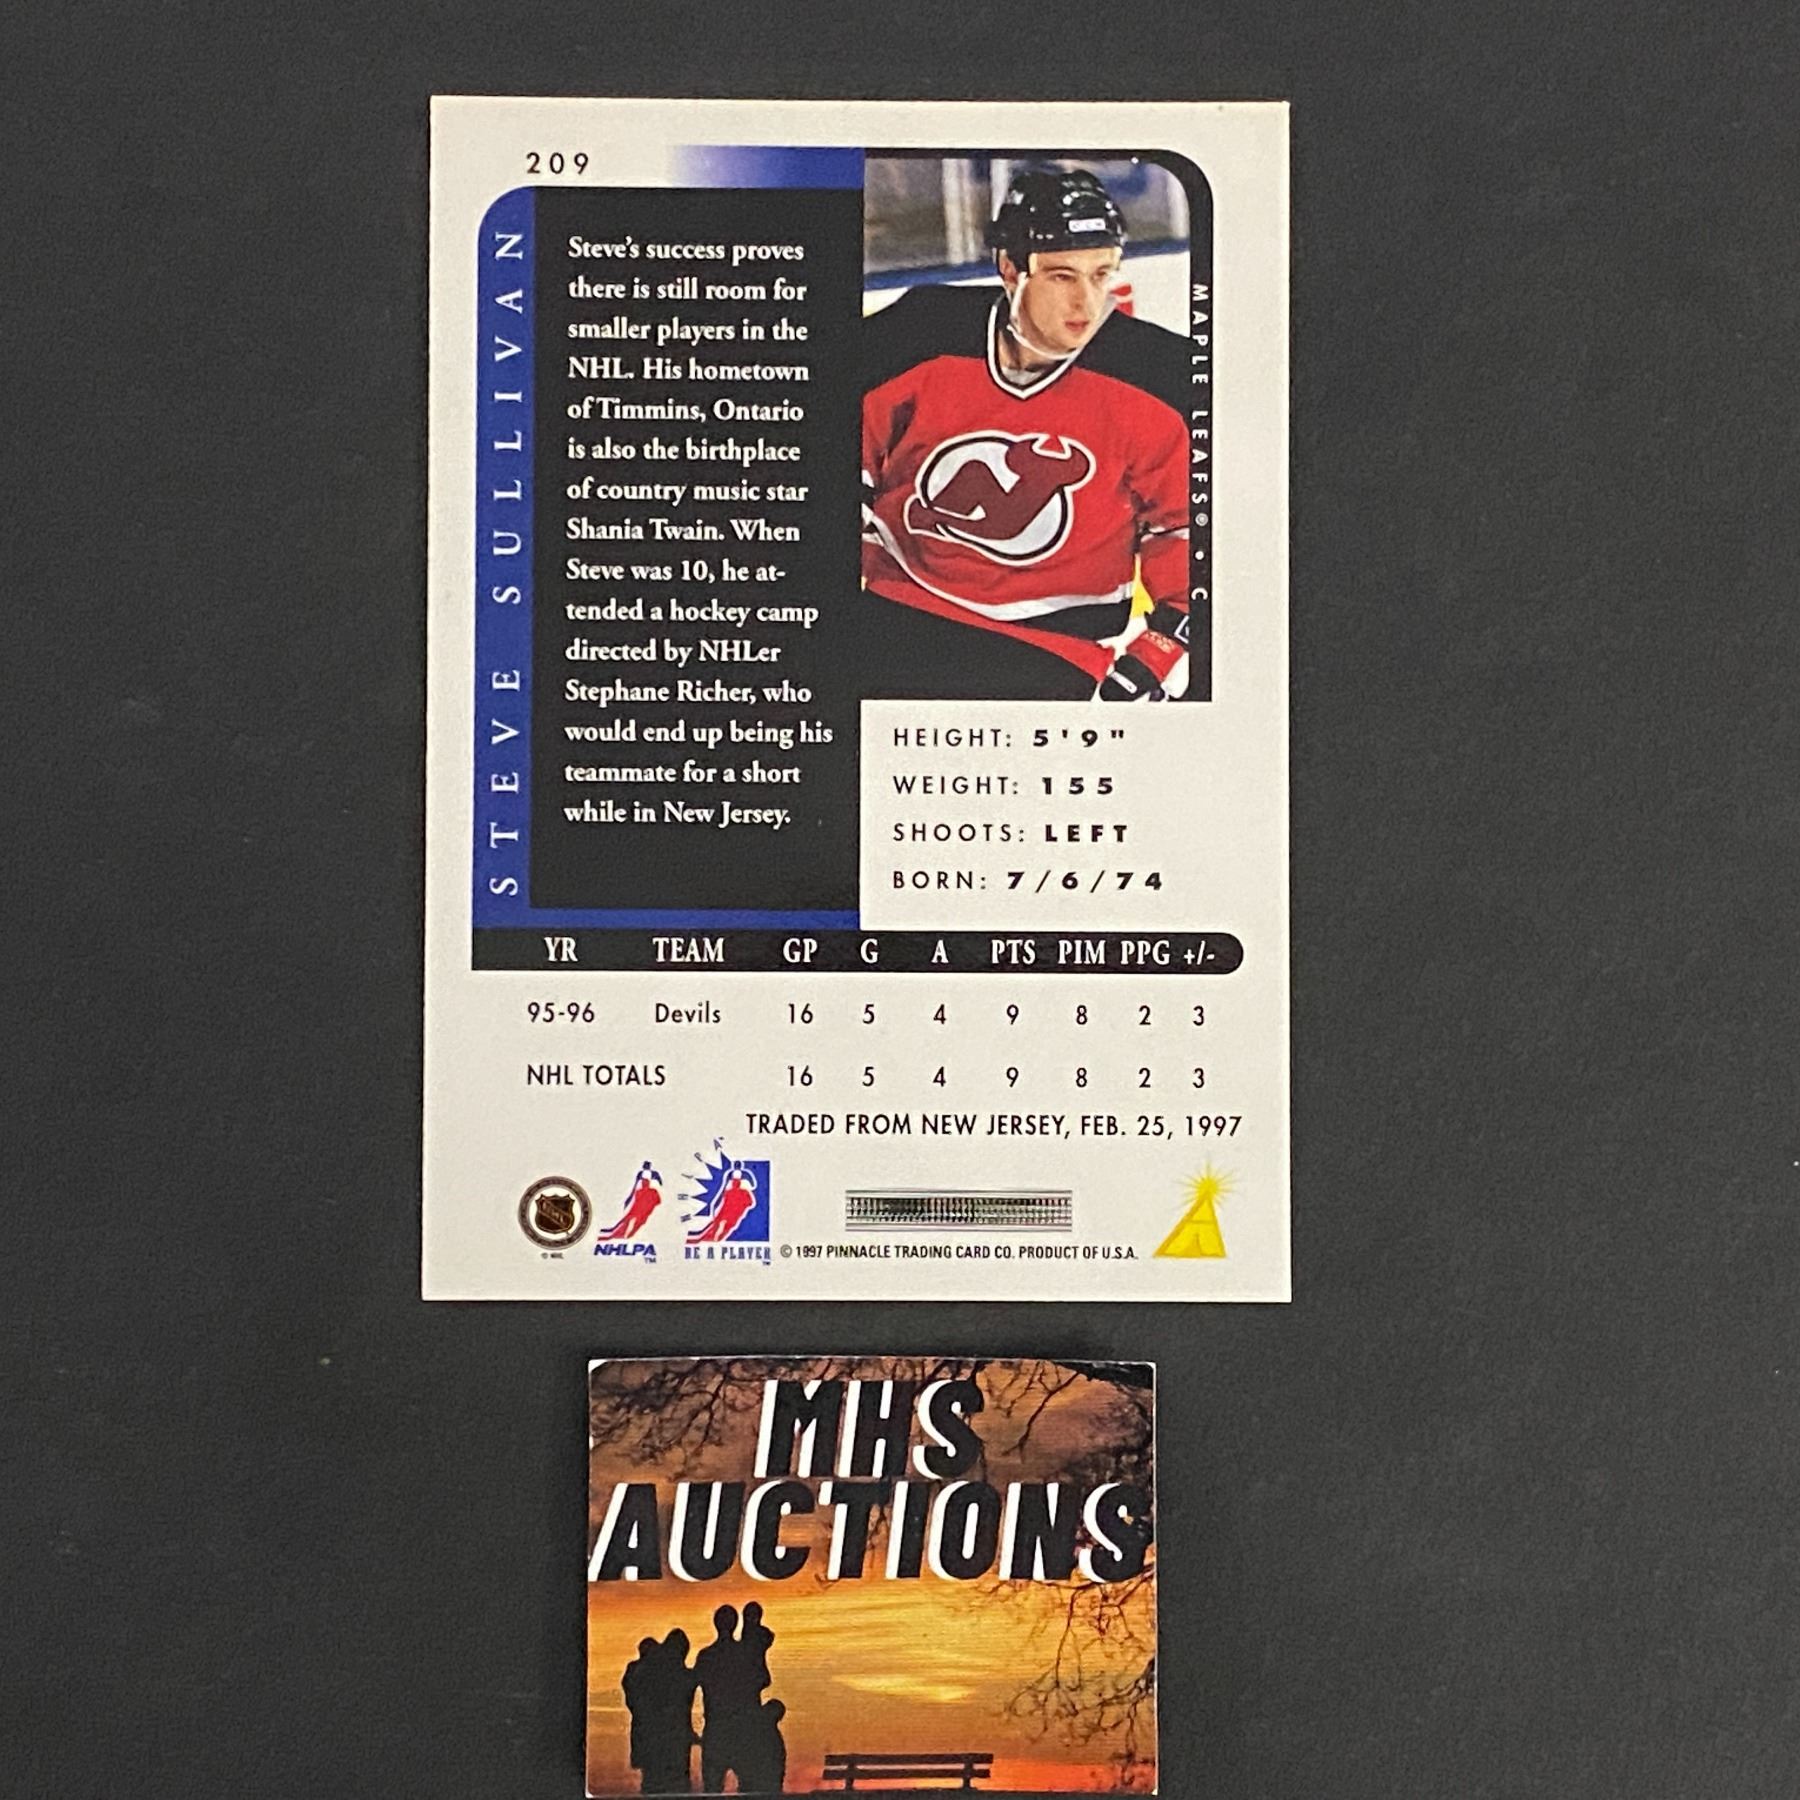 209
STEVE SULLIVAN
Steve's success proves
there is still room for
smaller players in the
NHL. His hometown
of Timmins, Ontario
is also the birthplace
of country music star
Shania Twain. When
Steve was 10, he at-
tended a hockey camp
directed by NHLer
Stephane Richer, who
would end up being his
teammate for a short
while in New Jersey.
MAPLE LEAFS® • C
HEIGHT: 5'9"
WEIGHT: 155
SHOOTS: LEFT
BORN: 7/6/74
YR TEAM GP G A PTS PIM PPG +/-
95-96 Devils 16 5 4 9 8 2 3
NHL TOTALS 16 5 4 9 8 2 3
TRADED FROM NEW JERSEY, FEB. 25, 1997
© NHL
NHLPA™
NHLPA
BE A PLAYER™
© 1997 PINNACLE TRADING CARD CO. PRODUCT OF U.S.A.
MHS
AUCTIONS